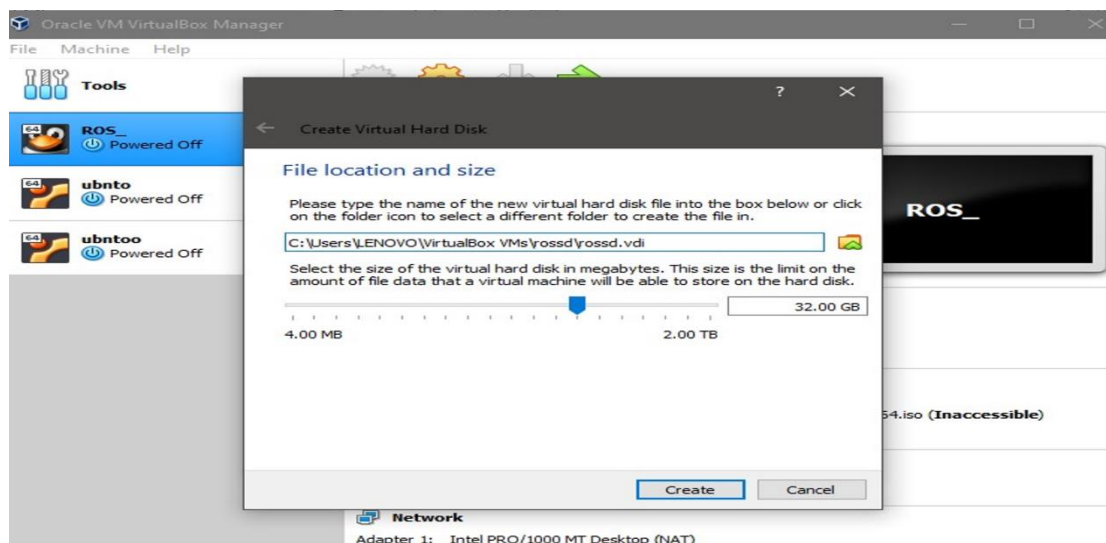 Oracle VM VirtualBox Manager
File Machine Help
Tools
64 ROS_
Powered Off
64 ubnto
Powered Off
64 ubntoo
Powered Off
? ×
Create Virtual Hard Disk
File location and size
Please type the name of the new virtual hard disk file into the box below or click
on the folder icon to select a different folder to create the file in.
C:\Users\LENOVO\VirtualBox VMs\rossd\rossd.vdi
Select the size of the virtual hard disk in megabytes. This size is the limit on the
amount of file data that a virtual machine will be able to store on the hard disk.
32.00 GB
4.00 MB 2.00 TB
Create Cancel
ROS_
64.iso (Inaccessible)
Network
Adapter 1: Intel PRO/1000 MT Desktop (NAT)